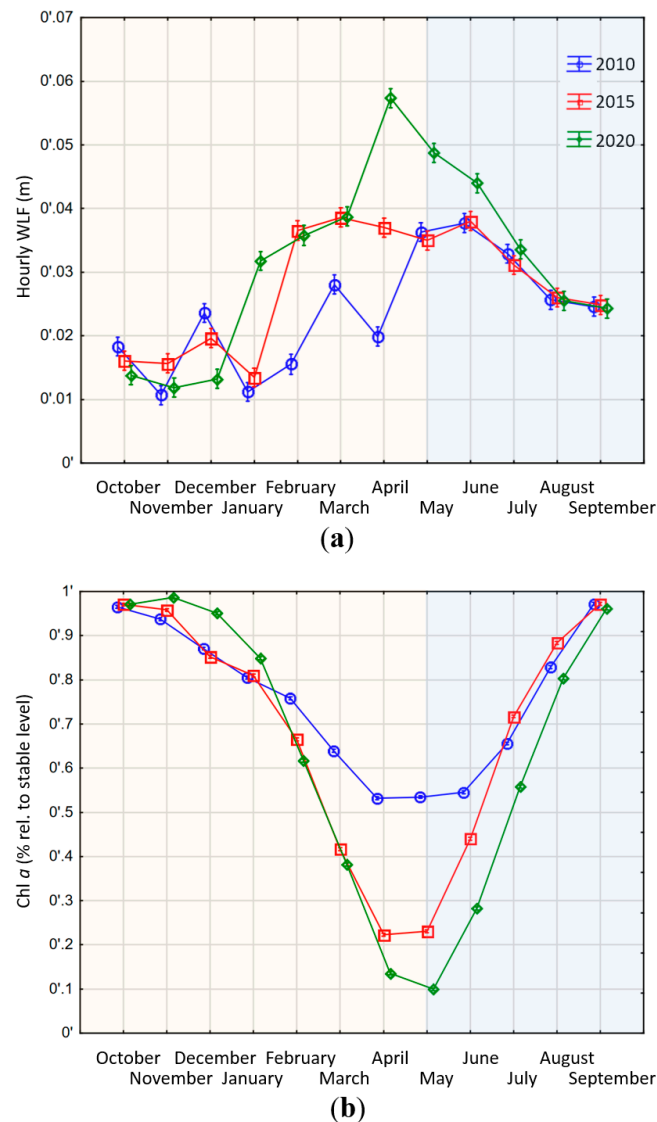 0'.07
0'.06
0'.05
0'.04
0'.03
0'.02
0'.01
0'
Hourly WLF (m)
2010
2015
2020
October December February April June August
November January March May July September
(a)
1'
0'.9
0'.8
0'.7
0'.6
0'.5
0'.4
0'.3
0'.2
0'.1
0'
Chl a (% rel. to stable level)
October December February April June August
November January March May July September
(b)